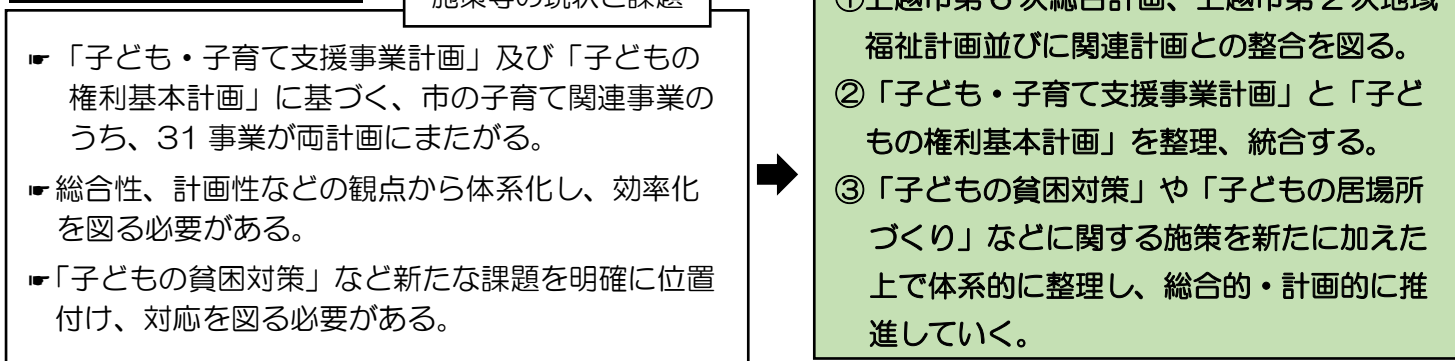 施策等の現状と課題
☛「子ども・子育て支援事業計画」及び「子どもの
権利基本計画」に基づく、市の子育て関連事業の
うち、31 事業が両計画にまたがる。
☛総合性、計画性などの観点から体系化し、効率化
を図る必要がある。
☛「子どもの貧困対策」など新たな課題を明確に位置
付け、対応を図る必要がある。
①上越市第6次総合計画、上越市第2次地域
福祉計画並びに関連計画との整合を図る。
②「子ども・子育て支援事業計画」と「子ど
もの権利基本計画」を整理、統合する。
③「子どもの貧困対策」や「子どもの居場所
づくり」などに関する施策を新たに加えた
上で体系的に整理し、総合的・計画的に推
進していく。